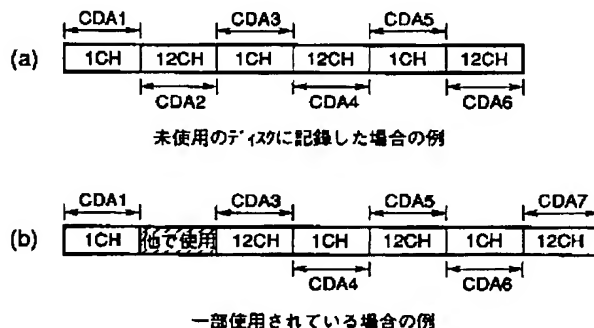 CDA1 CDA3 CDA5
(a) 1CH 12CH 1CH 12CH 1CH 12CH
CDA2 CDA4 CDA6
未使用のディスクに記録した場合の例
CDA1 CDA3 CDA5 CDA7
(b) 1CH 他で使用 12CH 1CH 12CH 1CH 12CH
CDA4 CDA6
一部使用されている場合の例